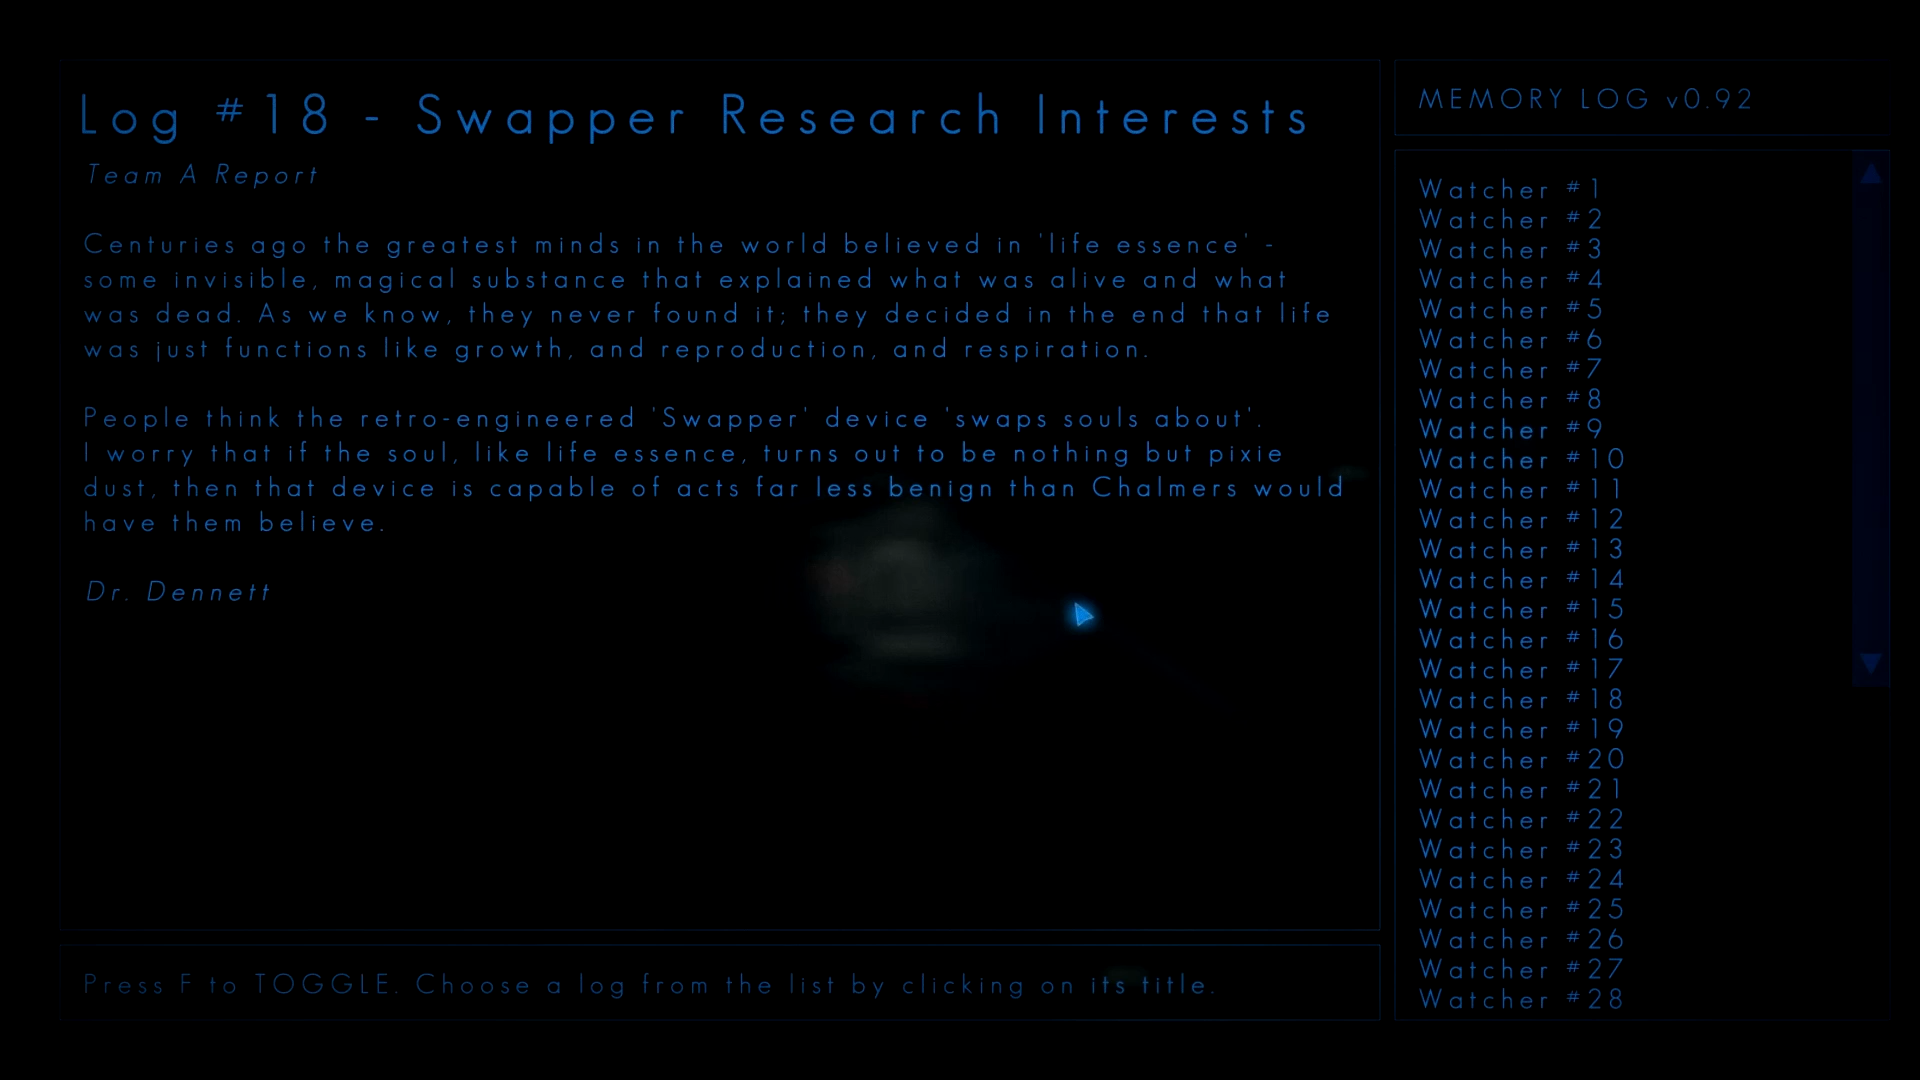 Log #18 - Swapper Research Interests
Team A Report
Centuries ago the greatest minds in the world believed in 'life essence' -
some invisible, magical substance that explained what was alive and what
was dead. As we know, they never found it; they decided in the end that life
was just functions like growth, and reproduction, and respiration.
People think the retro-engineered 'Swapper' device 'swaps souls about'.
I worry that if the soul, like life essence, turns out to be nothing but pixie
dust, then that device is capable of acts far less benign than Chalmers would
have them believe.
Dr. Dennett
Press F to TOGGLE. Choose a log from the list by clicking on its title.
MEMORY LOG v0.92
Watcher #1
Watcher #2
Watcher #3
Watcher #4
Watcher #5
Watcher #6
Watcher #7
Watcher #8
Watcher #9
Watcher #10
Watcher #11
Watcher #12
Watcher #13
Watcher #14
Watcher #15
Watcher #16
Watcher #17
Watcher #18
Watcher #19
Watcher #20
Watcher #21
Watcher #22
Watcher #23
Watcher #24
Watcher #25
Watcher #26
Watcher #27
Watcher #28